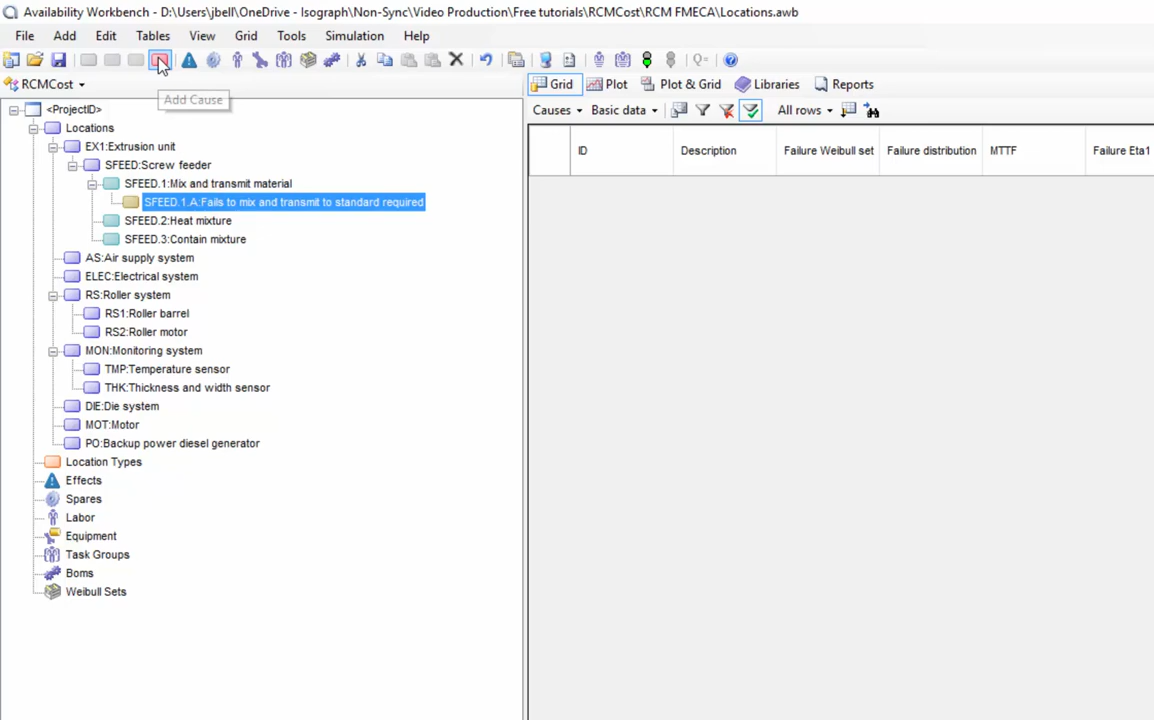 Availability Workbench - D:\Users\jbell\OneDrive - Isograph\Non-Sync\Video Production\Free tutorials\RCMCost\RCM FMECA\Locations.awb
File Add Edit Tables View Grid Tools Simulation Help
Q=
Add Cause
RCMCost
Grid Plot Plot & Grid Libraries Reports
Causes Basic data All rows
<ProjectID>
Locations
EX1:Extrusion unit
SFEED:Screw feeder
SFEED.1:Mix and transmit material
SFEED.1.A:Fails to mix and transmit to standard required
SFEED.2:Heat mixture
SFEED.3:Contain mixture
AS:Air supply system
ELEC:Electrical system
RS:Roller system
RS1:Roller barrel
RS2:Roller motor
MON:Monitoring system
TMP:Temperature sensor
THK:Thickness and width sensor
DIE:Die system
MOT:Motor
PO:Backup power diesel generator
Location Types
Effects
Spares
Labor
Equipment
Task Groups
Boms
Weibull Sets
ID Description Failure Weibull set Failure distribution MTTF Failure Eta1